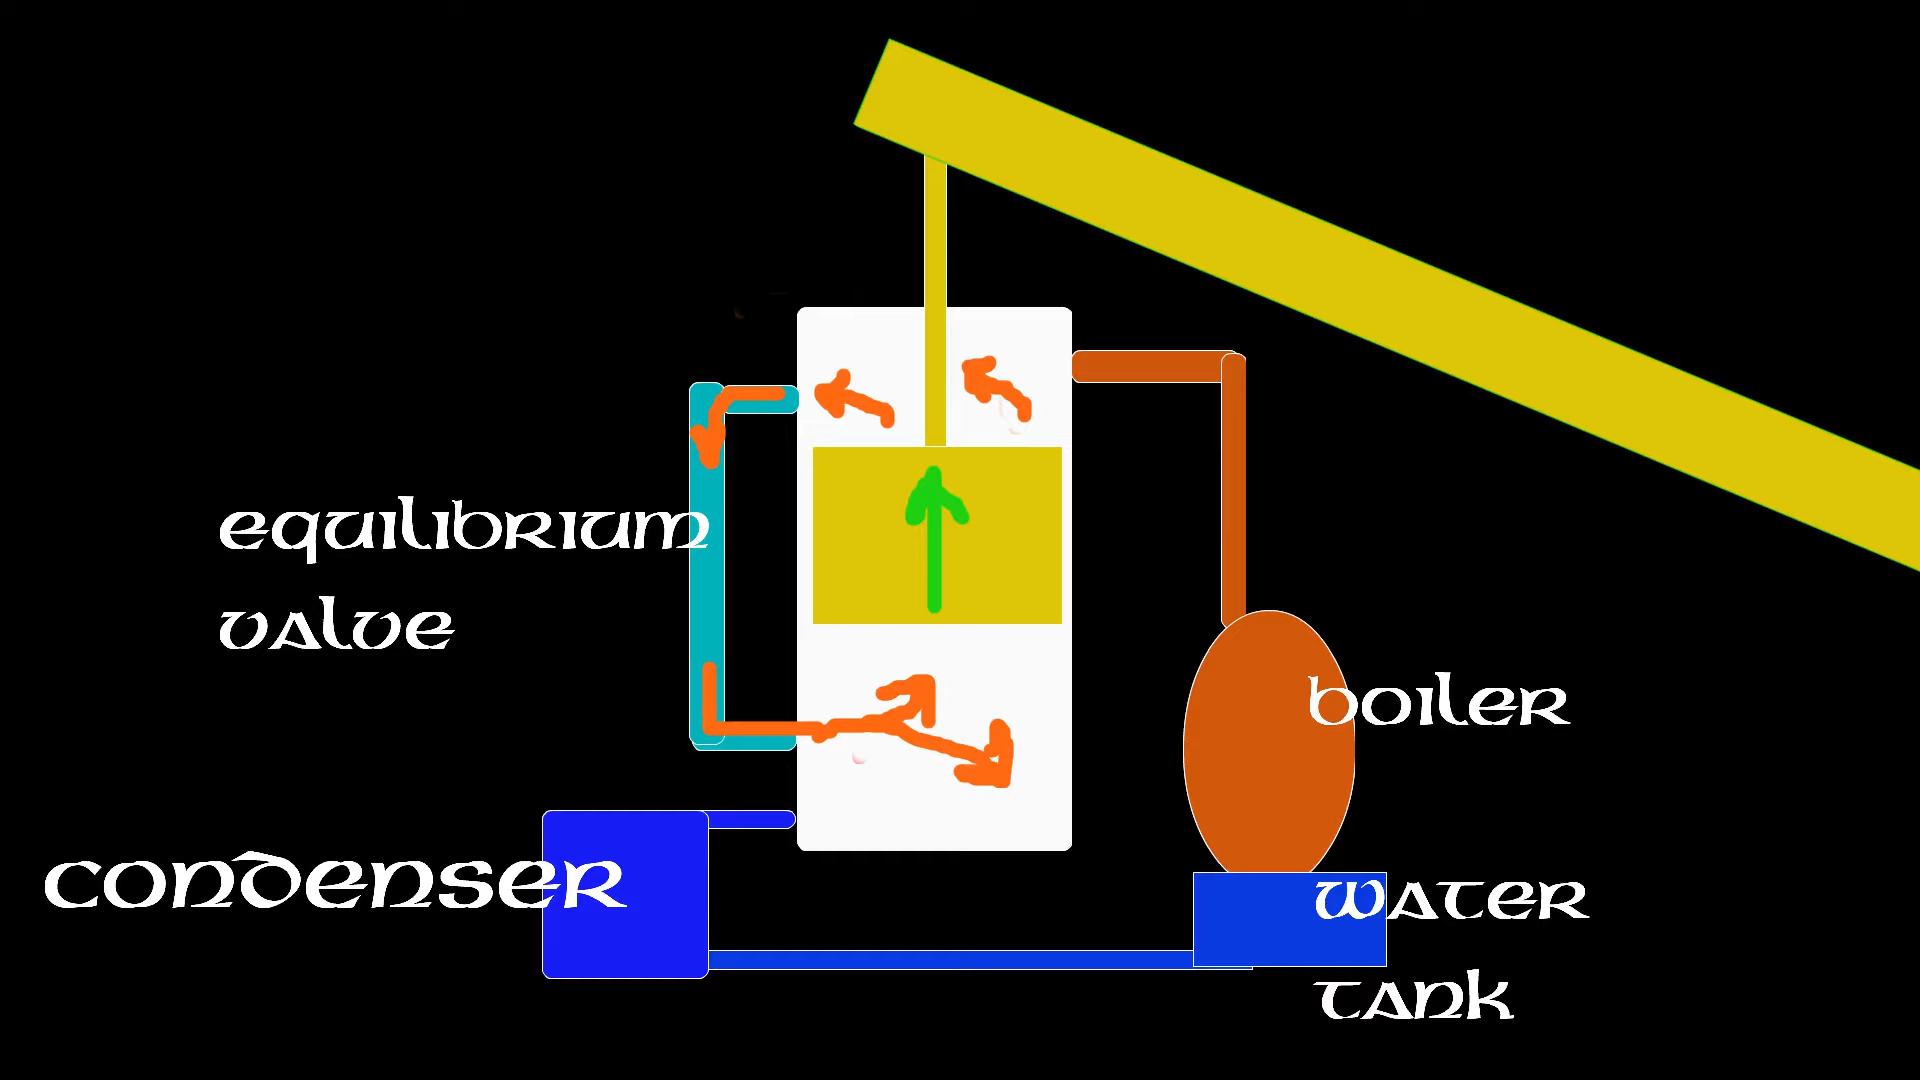 equilibrium
valve
boiler
condenser
water
tank